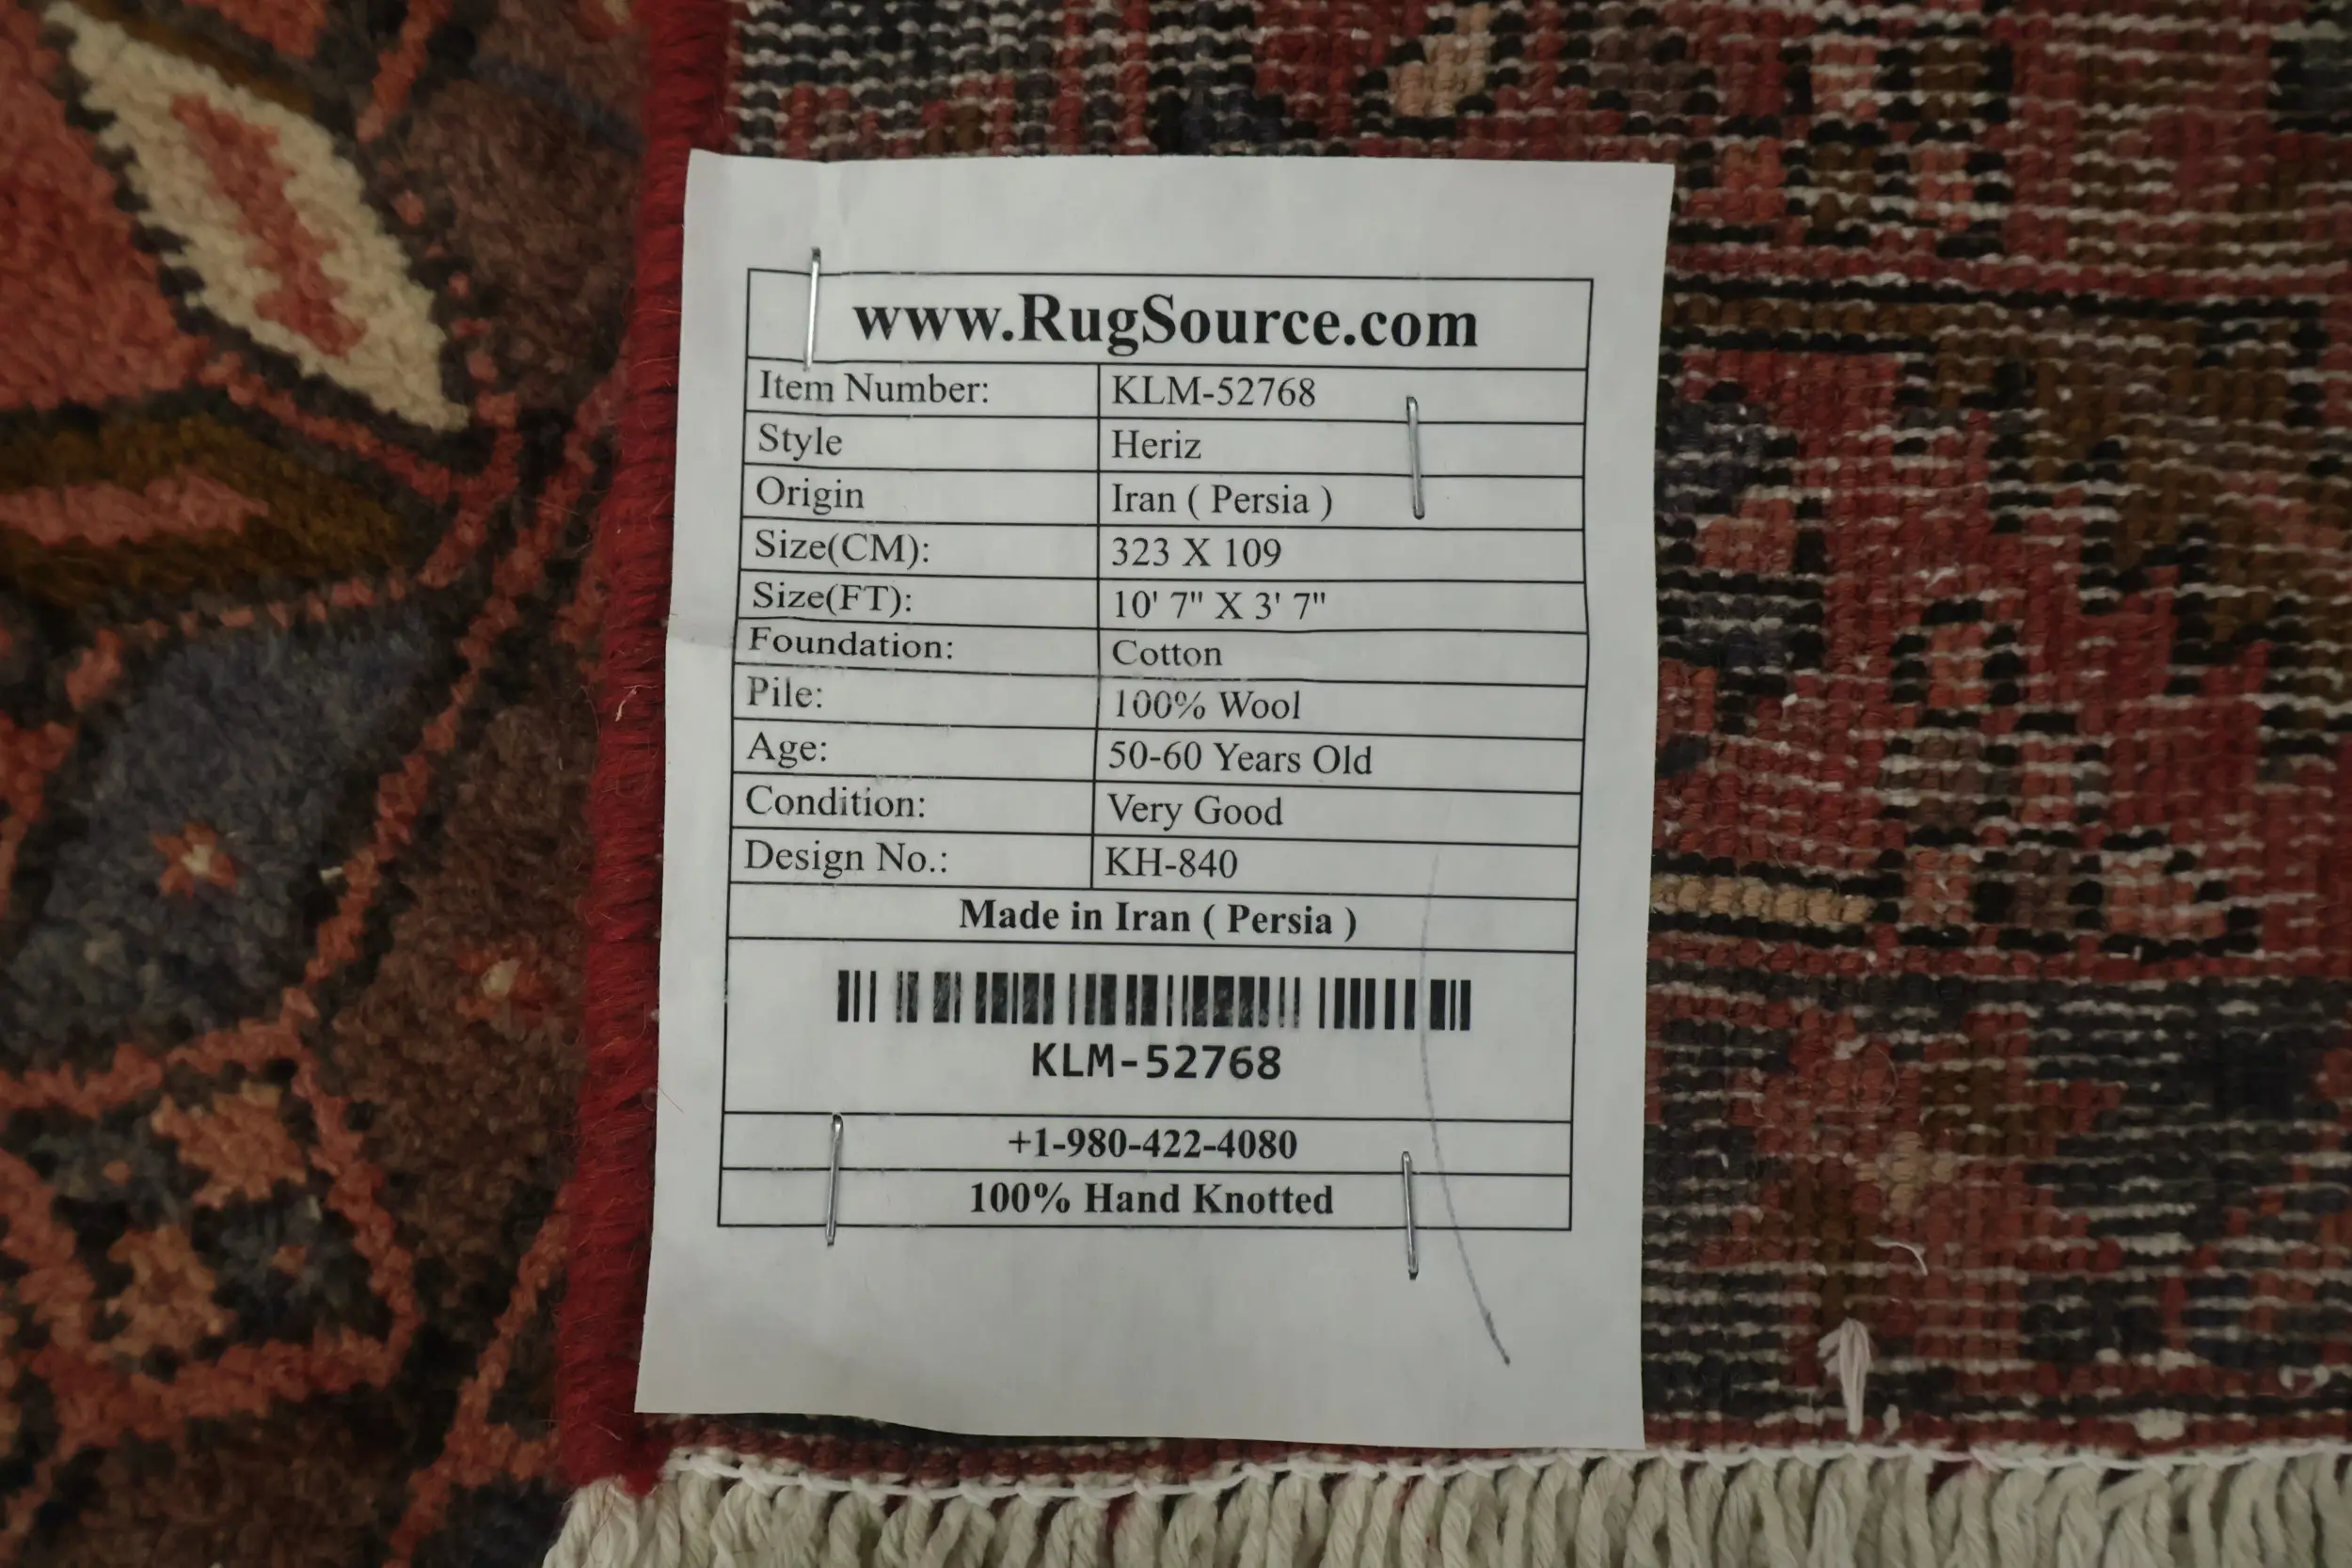 www.RugSource.com
Item Number: KLM-52768
Style Heriz
Origin Iran ( Persia )
Size(CM): 323 X 109
Size(FT): 10' 7" X 3' 7"
Foundation: Cotton
Pile: 100% Wool
Age: 50-60 Years Old
Condition: Very Good
Design No.: KH-840
Made in Iran ( Persia )
KLM-52768
+1-980-422-4080
100% Hand Knotted